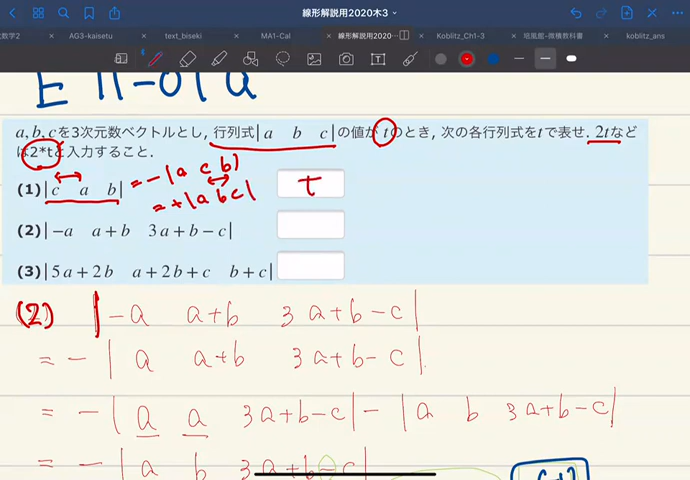 線形解説用2020木3
数学2 AG3-kaisetu text_biseki MA1-Cal 線形解説用2020… Koblitz_Ch1-3 培風館-微積教科書 koblitz_ans
a, b, cを3次元数ベクトルとし, 行列式|a b c|の値が t のとき, 次の各行列式をtで表せ. 2tなど
は2*tと入力すること.
(1) |c a b| = -|a c b|
= +|a b c| t
(2) |-a a+b 3a+b-c|
(3) |5a+2b a+2b+c b+c|
(2) |-a a+b 3a+b-c|
= -|a a+b 3a+b-c|
= -|a a 3a+b-c| - |a b 3a+b-c|
= -|a b 3a+b-c|